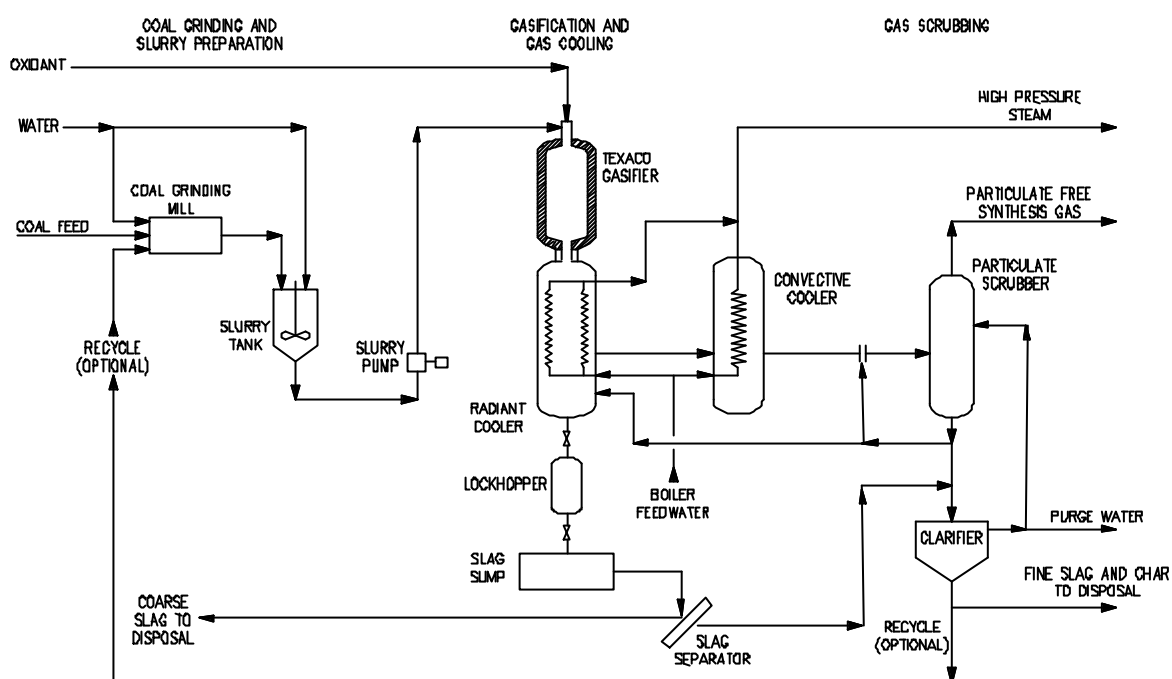 COAL GRINDING AND
SLURRY PREPARATION
GASIFICATION AND
GAS COOLING
GAS SCRUBBING
OXIDANT
WATER
HIGH PRESSURE
STEAM
TEXACO
GASIFIER
COAL GRINDING
MILL
COAL FEED
PARTICULATE FREE
SYNTHESIS GAS
PARTICULATE
SCRUBBER
CONVECTIVE
COOLER
SLURRY
TANK
SLURRY
PUMP
RECYCLE
(OPTIONAL)
RADIANT
COOLER
LOCKHOPPER
BOILER
FEEDWATER
PURGE WATER
CLARIFIER
SLAG
SUMP
FINE SLAG AND CHAR
TO DISPOSAL
COARSE
SLAG TO
DISPOSAL
RECYCLE
(OPTIONAL)
SLAG
SEPARATOR